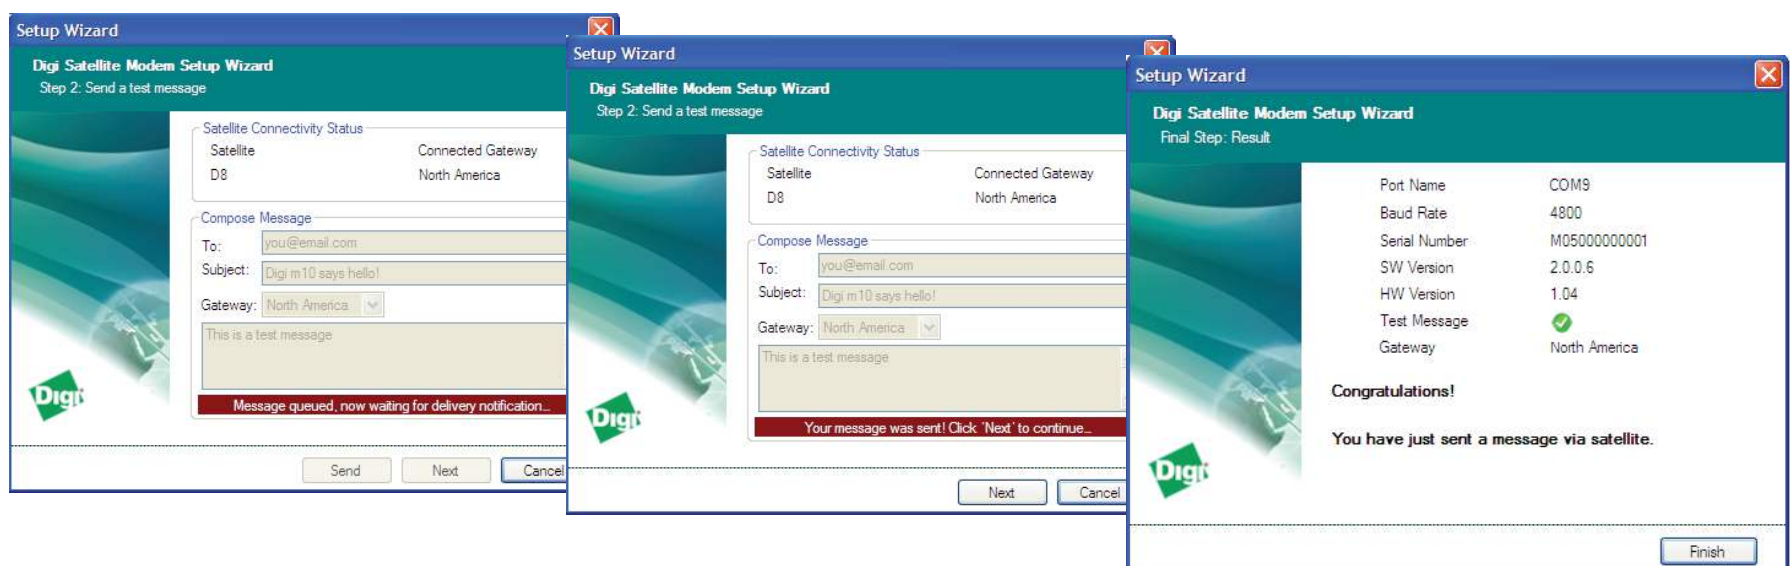 Setup Wizard
Digi Satellite Modem Setup Wizard
Step 2: Send a test message
Satellite Connectivity Status
Satellite Connected Gateway
D8 North America
Compose Message
To: you@email.com
Subject: Digi m10 says hello!
Gateway: North America
This is a test message
Message queued, now waiting for delivery notification...
Digi
Send Next Cancel
Setup Wizard
Digi Satellite Modem Setup Wizard
Step 2: Send a test message
Satellite Connectivity Status
Satellite Connected Gateway
D8 North America
Compose Message
To: you@email.com
Subject: Digi m10 says hello!
Gateway: North America
This is a test message
Your message was sent! Click 'Next' to continue...
Digi
Next Cancel
Setup Wizard
Digi Satellite Modem Setup Wizard
Final Step: Result
Port Name COM9
Baud Rate 4800
Serial Number M05000000001
SW Version 2.0.0.6
HW Version 1.04
Test Message
Gateway North America
Congratulations!
You have just sent a message via satellite.
Digi
Finish